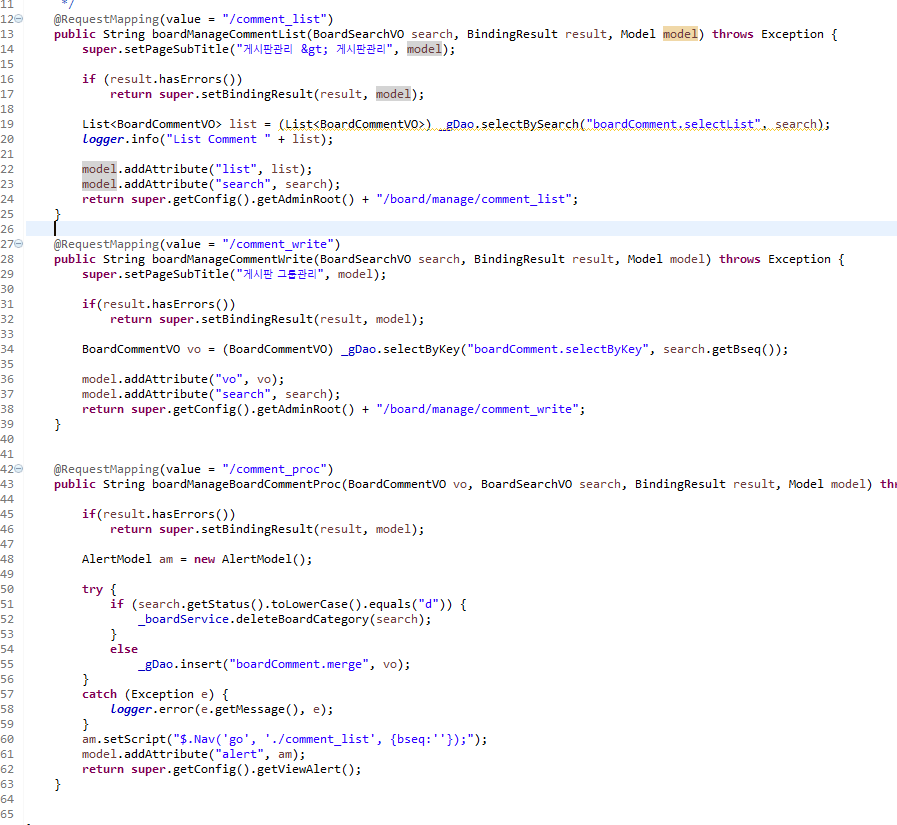 11 */
12 @RequestMapping(value = "/comment_list")
13 public String boardManageCommentList(BoardSearchVO search, BindingResult result, Model model) throws Exception {
14 super.setPageSubTitle("게시판관리 &gt; 게시판관리", model);
15
16 if (result.hasErrors())
17 return super.setBindingResult(result, model);
18
19 List<BoardCommentVO> list = (List<BoardCommentVO>) _gDao.selectBySearch("boardComment.selectList", search);
20 logger.info("List Comment " + list);
21
22 model.addAttribute("list", list);
23 model.addAttribute("search", search);
24 return super.getConfig().getAdminRoot() + "/board/manage/comment_list";
25 }
26
27 @RequestMapping(value = "/comment_write")
28 public String boardManageCommentWrite(BoardSearchVO search, BindingResult result, Model model) throws Exception {
29 super.setPageSubTitle("게시판 그룹관리", model);
30
31 if(result.hasErrors())
32 return super.setBindingResult(result, model);
33
34 BoardCommentVO vo = (BoardCommentVO) _gDao.selectByKey("boardComment.selectByKey", search.getBseq());
35
36 model.addAttribute("vo", vo);
37 model.addAttribute("search", search);
38 return super.getConfig().getAdminRoot() + "/board/manage/comment_write";
39 }
40
41
42 @RequestMapping(value = "/comment_proc")
43 public String boardManageBoardCommentProc(BoardCommentVO vo, BoardSearchVO search, BindingResult result, Model model) thr
44
45 if(result.hasErrors())
46 return super.setBindingResult(result, model);
47
48 AlertModel am = new AlertModel();
49
50 try {
51 if (search.getStatus().toLowerCase().equals("d")) {
52 _boardService.deleteBoardCategory(search);
53 }
54 else
55 _gDao.insert("boardComment.merge", vo);
56 }
57 catch (Exception e) {
58 logger.error(e.getMessage(), e);
59 }
60 am.setScript("$.Nav('go', './comment_list', {bseq:''});");
61 model.addAttribute("alert", am);
62 return super.getConfig().getViewAlert();
63 }
64
65